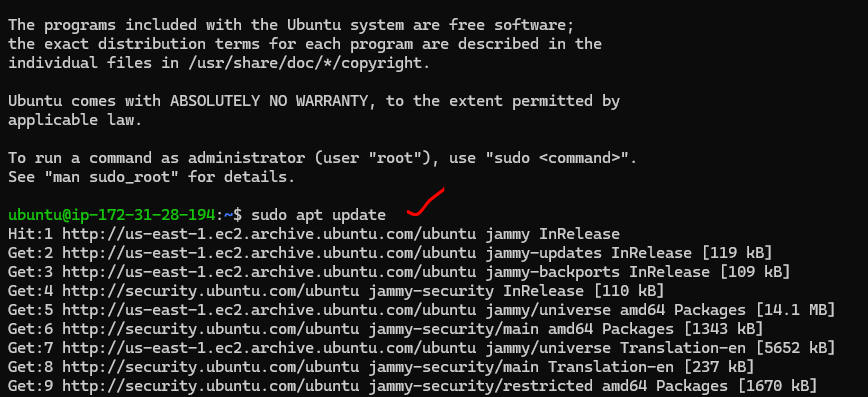 The programs included with the Ubuntu system are free software;
the exact distribution terms for each program are described in the
individual files in /usr/share/doc/*/copyright.
Ubuntu comes with ABSOLUTELY NO WARRANTY, to the extent permitted by
applicable law.
To run a command as administrator (user "root"), use "sudo <command>".
See "man sudo_root" for details.
ubuntu@ip-172-31-28-194:~$ sudo apt update
Hit:1 http://us-east-1.ec2.archive.ubuntu.com/ubuntu jammy InRelease
Get:2 http://us-east-1.ec2.archive.ubuntu.com/ubuntu jammy-updates InRelease [119 kB]
Get:3 http://us-east-1.ec2.archive.ubuntu.com/ubuntu jammy-backports InRelease [109 kB]
Get:4 http://security.ubuntu.com/ubuntu jammy-security InRelease [110 kB]
Get:5 http://us-east-1.ec2.archive.ubuntu.com/ubuntu jammy/universe amd64 Packages [14.1 MB]
Get:6 http://security.ubuntu.com/ubuntu jammy-security/main amd64 Packages [1343 kB]
Get:7 http://us-east-1.ec2.archive.ubuntu.com/ubuntu jammy/universe Translation-en [5652 kB]
Get:8 http://security.ubuntu.com/ubuntu jammy-security/main Translation-en [237 kB]
Get:9 http://security.ubuntu.com/ubuntu jammy-security/restricted amd64 Packages [1670 kB]